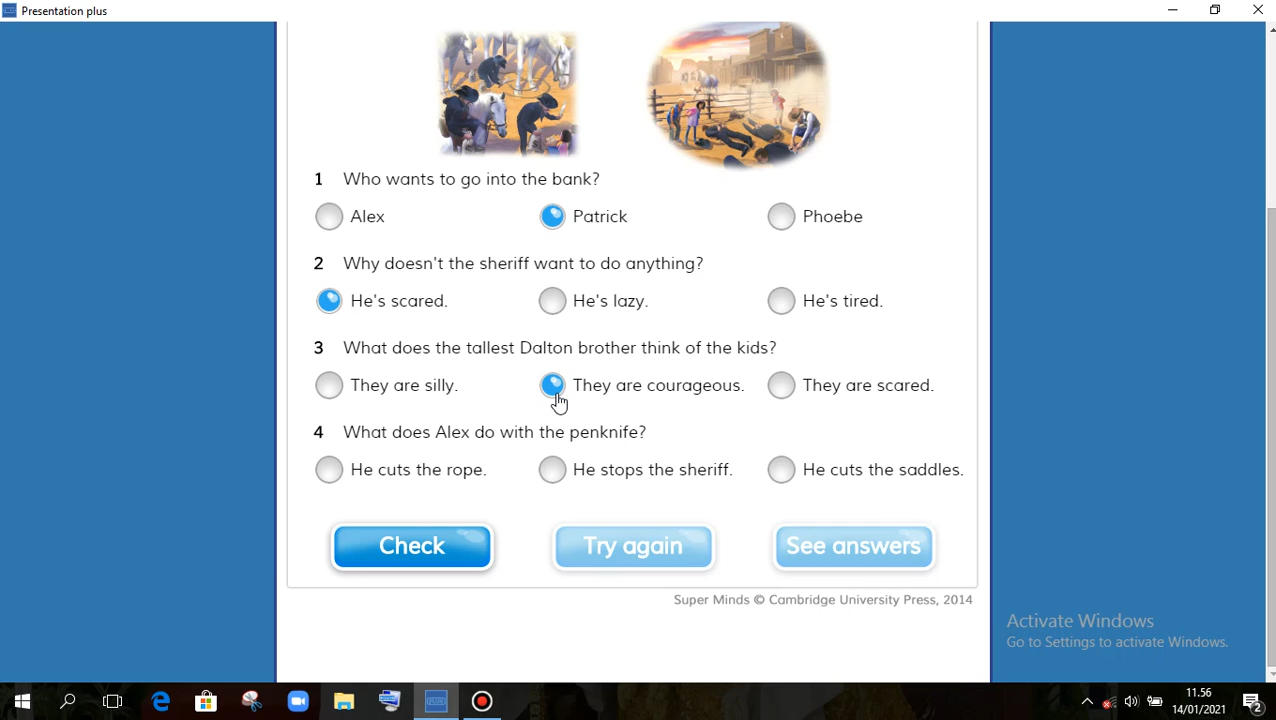 Presentation plus
1 Who wants to go into the bank?
Alex Patrick Phoebe
2 Why doesn't the sheriff want to do anything?
He's scared. He's lazy. He's tired.
3 What does the tallest Dalton brother think of the kids?
They are silly. They are courageous. They are scared.
4 What does Alex do with the penknife?
He cuts the rope. He stops the sheriff. He cuts the saddles.
Check Try again See answers
Super Minds © Cambridge University Press, 2014
Activate Windows
Go to Settings to activate Windows.
11.56
14/01/2021
2